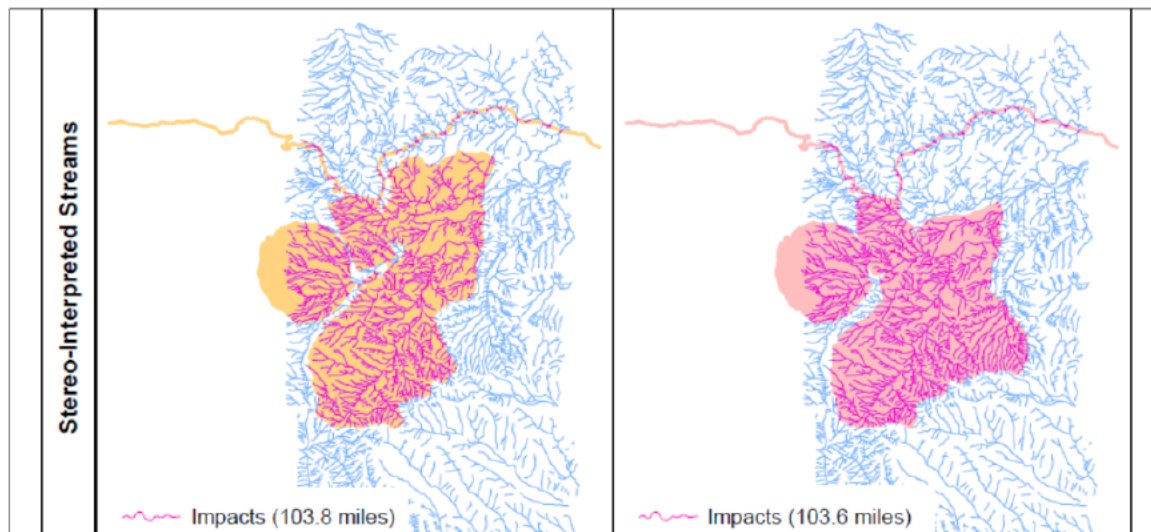 Stereo-Interpreted Streams
Impacts (103.8 miles)
Impacts (103.6 miles)